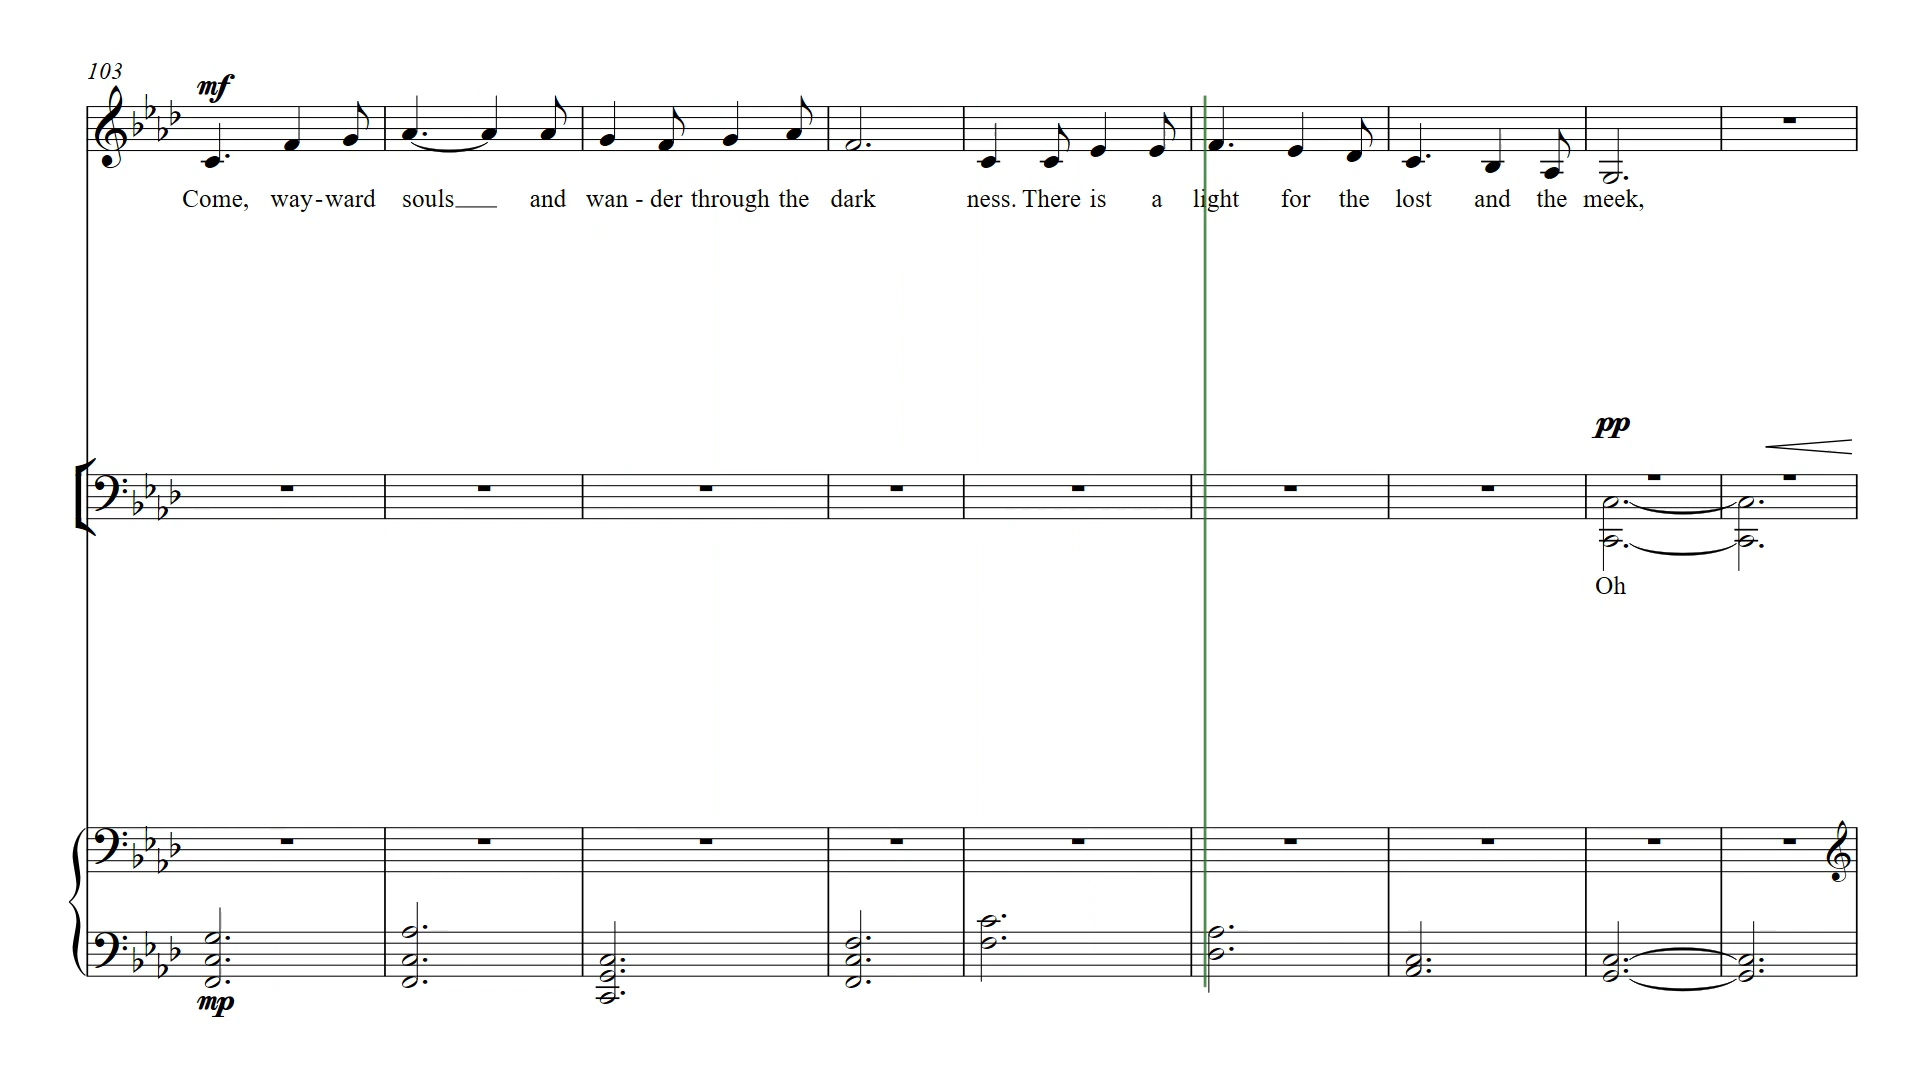 103
mf
Come, way-ward souls___ and wan - der through the dark ness. There is a light for the lost and the meek,
pp
Oh
mp